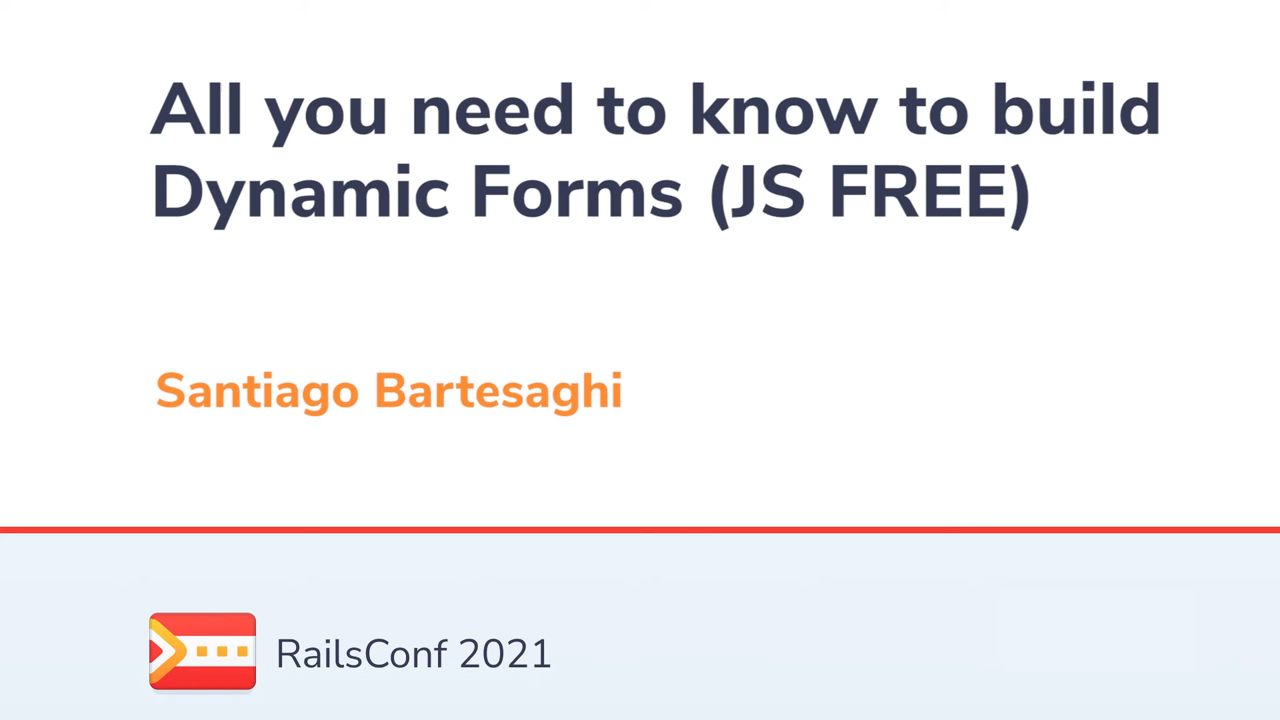 All you need to know to build
Dynamic Forms (JS FREE)
Santiago Bartesaghi
RailsConf 2021